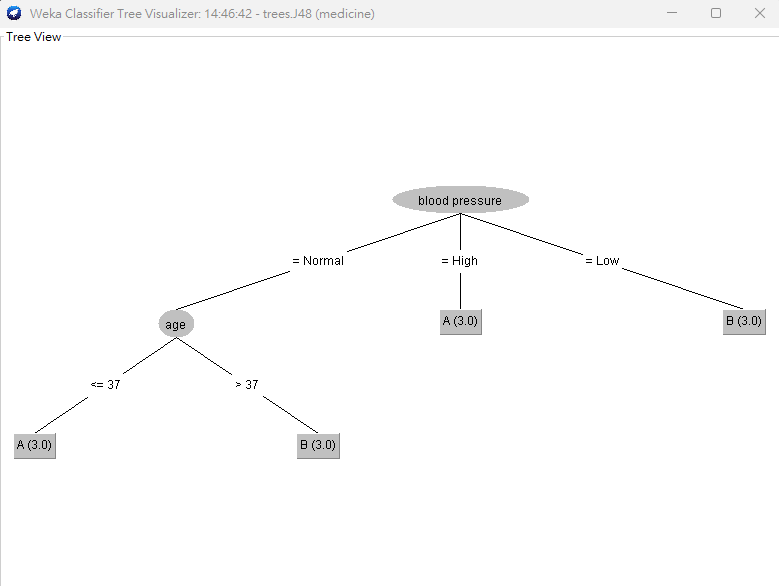 Weka Classifier Tree Visualizer: 14:46:42 - trees.J48 (medicine)
Tree View
blood pressure
= Normal
= High
= Low
age
A (3.0)
B (3.0)
<= 37
> 37
A (3.0)
B (3.0)